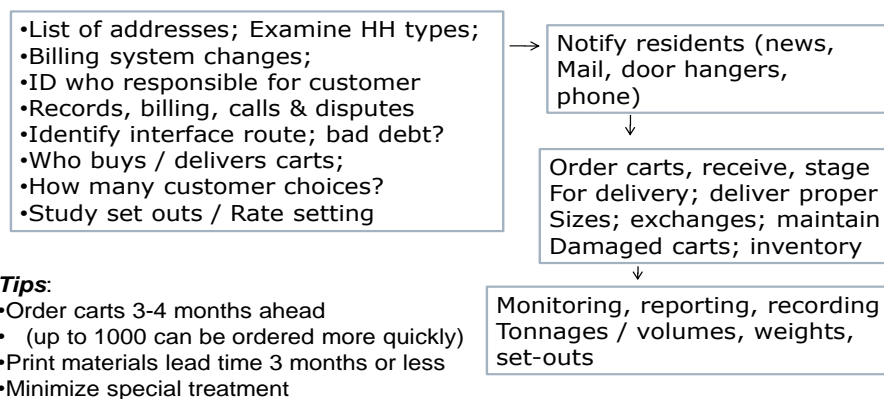 •List of addresses; Examine HH types;
•Billing system changes;
•ID who responsible for customer
•Records, billing, calls & disputes
•Identify interface route; bad debt?
•Who buys / delivers carts;
•How many customer choices?
•Study set outs / Rate setting
Notify residents (news,
Mail, door hangers,
phone)
Order carts, receive, stage
For delivery; deliver proper
Sizes; exchanges; maintain
Damaged carts; inventory
Monitoring, reporting, recording
Tonnages / volumes, weights,
set-outs
Tips:
•Order carts 3-4 months ahead
• (up to 1000 can be ordered more quickly)
•Print materials lead time 3 months or less
•Minimize special treatment